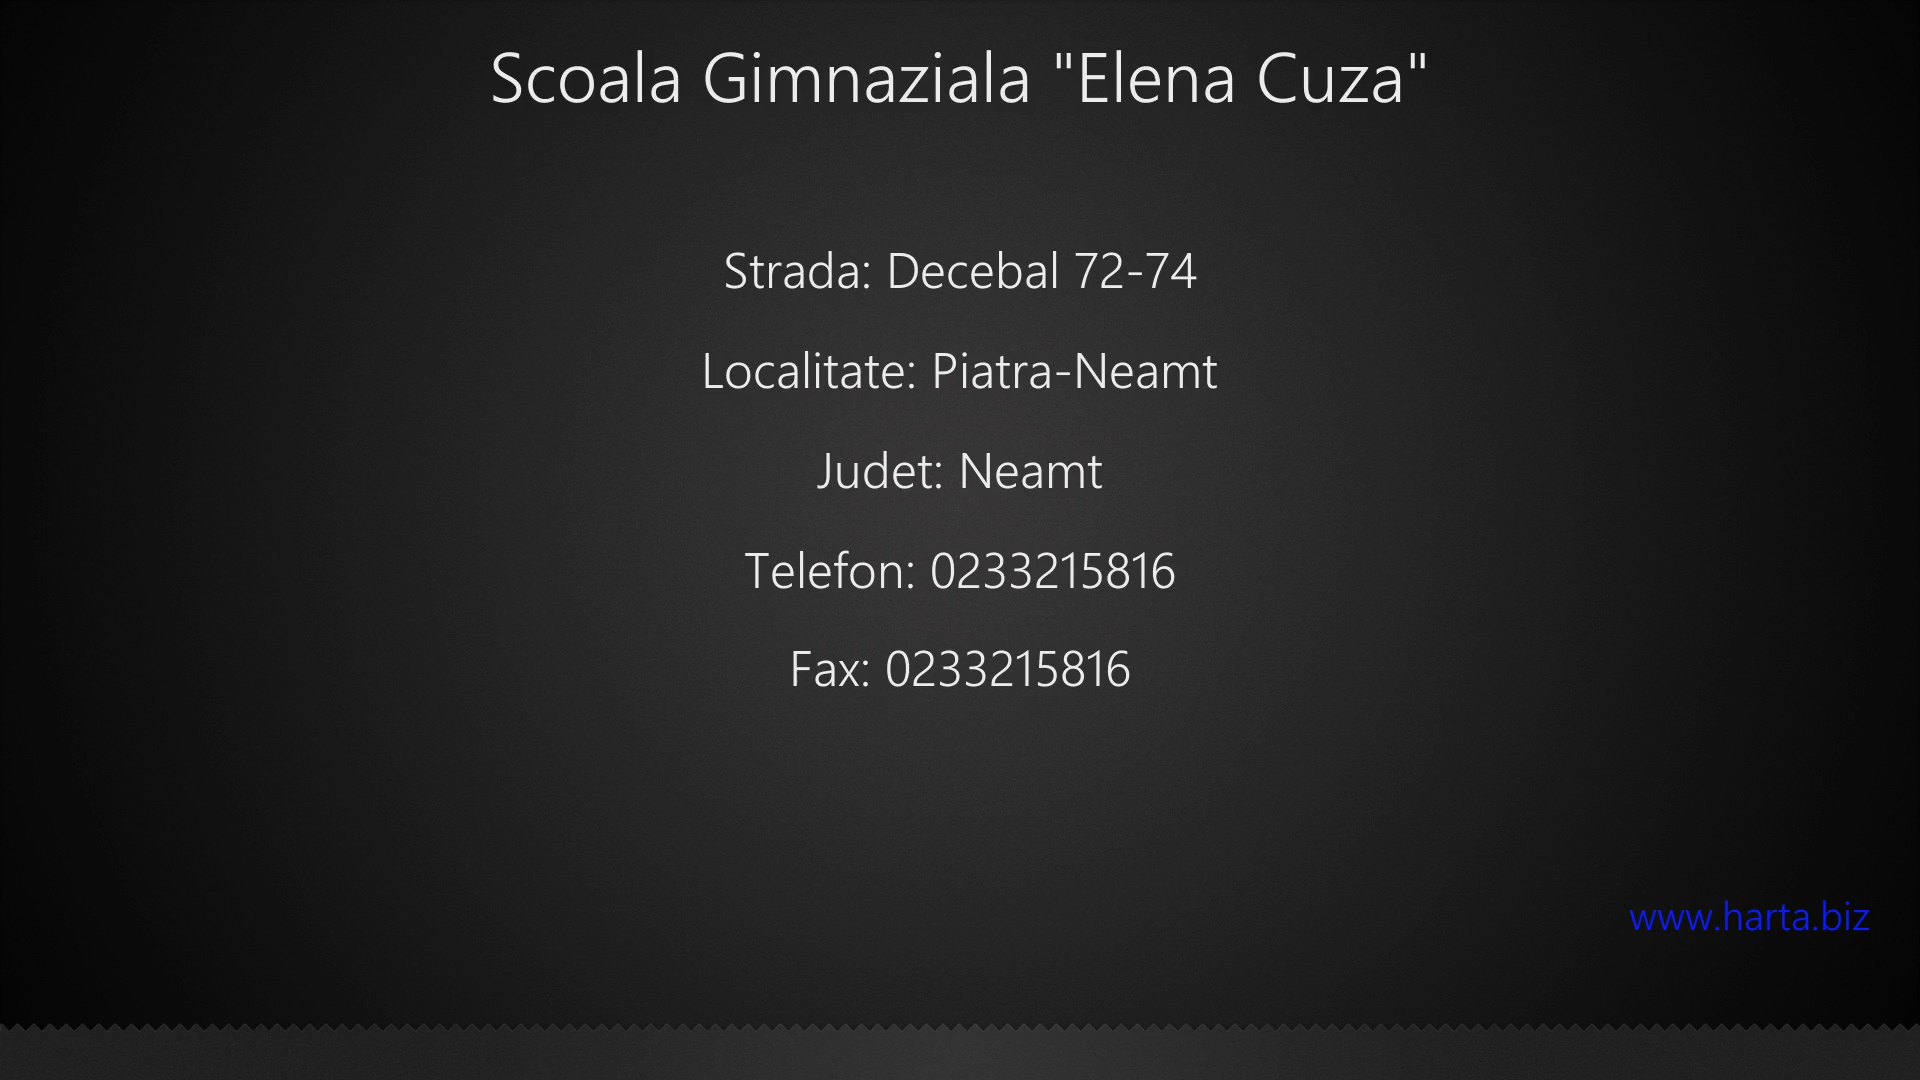 Scoala Gimnaziala "Elena Cuza"
Strada: Decebal 72-74
Localitate: Piatra-Neamt
Judet: Neamt
Telefon: 0233215816
Fax: 0233215816
www.harta.biz